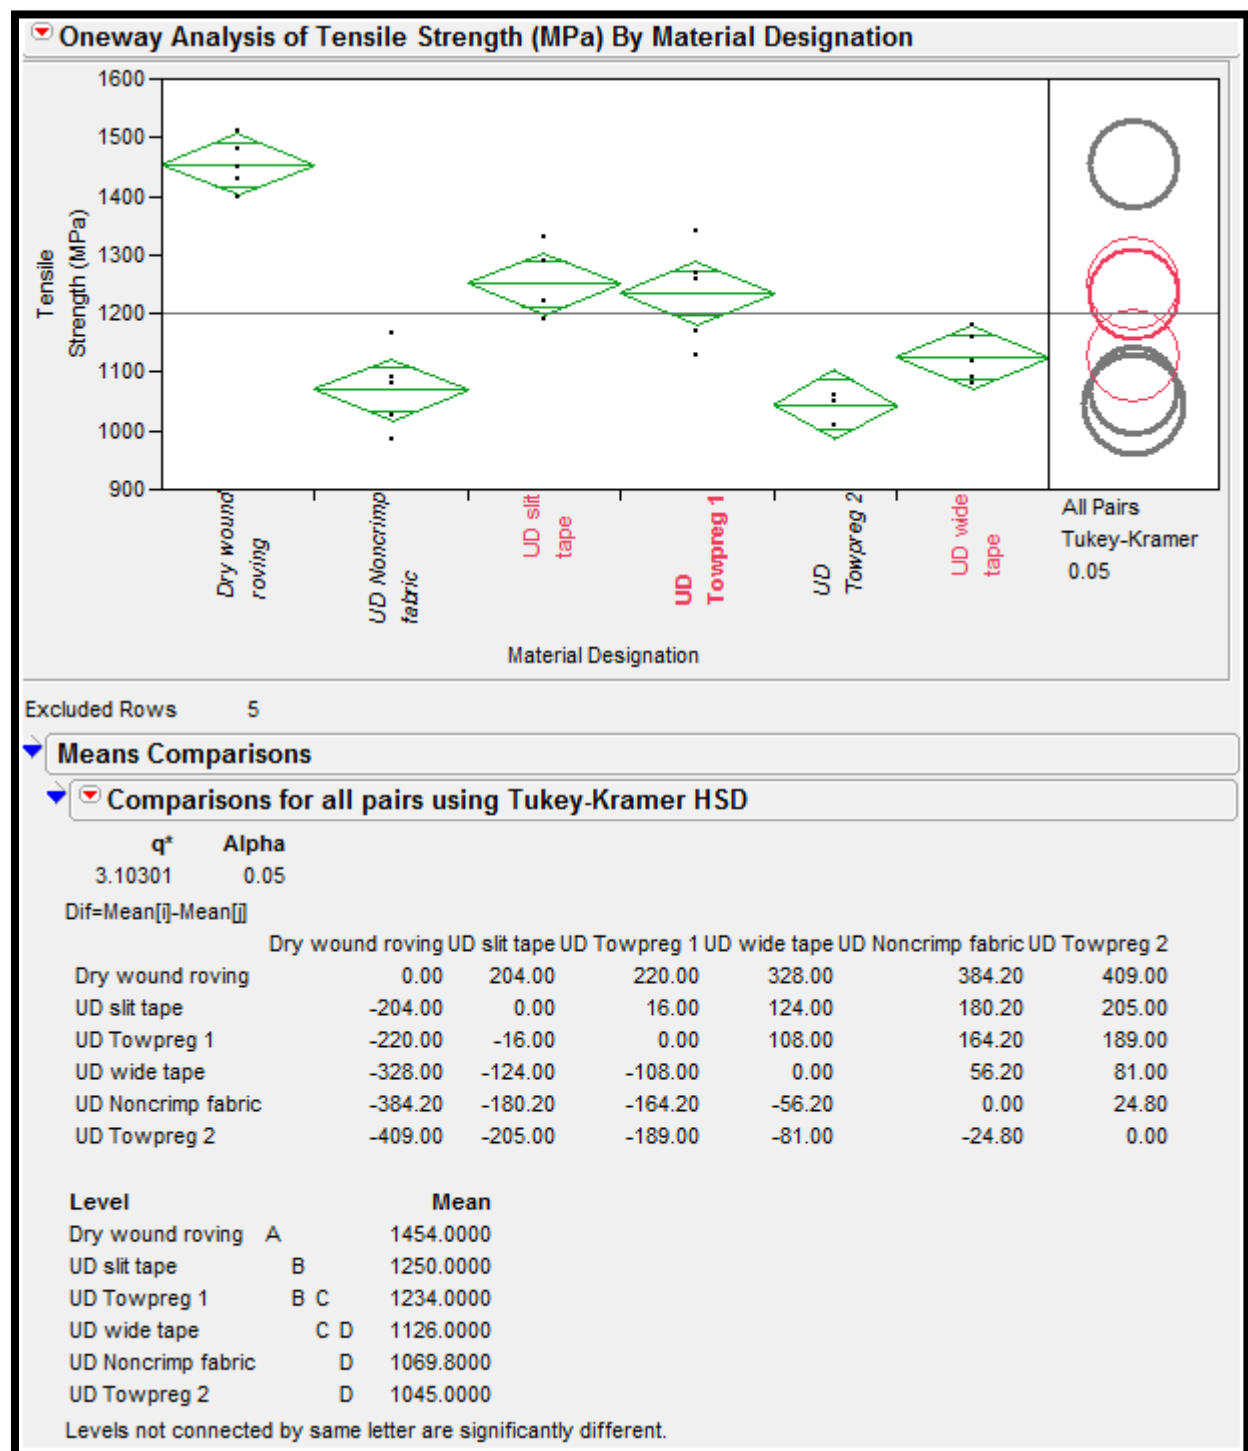 Oneway Analysis of Tensile Strength (MPa) By Material Designation
1600
1500
1400
1300
1200
1100
1000
900
Tensile
Strength (MPa)
Dry wound
roving
UD Noncrimp
fabric
UD slit
tape
UD
Towpreg 1
UD
Towpreg 2
UD wide
tape
All Pairs
Tukey-Kramer
0.05
Material Designation
Excluded Rows 5
Means Comparisons
Comparisons for all pairs using Tukey-Kramer HSD
q* Alpha
3.10301 0.05
Dif=Mean[i]-Mean[j]
Dry wound roving UD slit tape UD Towpreg 1 UD wide tape UD Noncrimp fabric UD Towpreg 2
Dry wound roving 0.00 204.00 220.00 328.00 384.20 409.00
UD slit tape -204.00 0.00 16.00 124.00 180.20 205.00
UD Towpreg 1 -220.00 -16.00 0.00 108.00 164.20 189.00
UD wide tape -328.00 -124.00 -108.00 0.00 56.20 81.00
UD Noncrimp fabric -384.20 -180.20 -164.20 -56.20 0.00 24.80
UD Towpreg 2 -409.00 -205.00 -189.00 -81.00 -24.80 0.00
Level Mean
Dry wound roving A 1454.0000
UD slit tape B 1250.0000
UD Towpreg 1 B C 1234.0000
UD wide tape C D 1126.0000
UD Noncrimp fabric D 1069.8000
UD Towpreg 2 D 1045.0000
Levels not connected by same letter are significantly different.